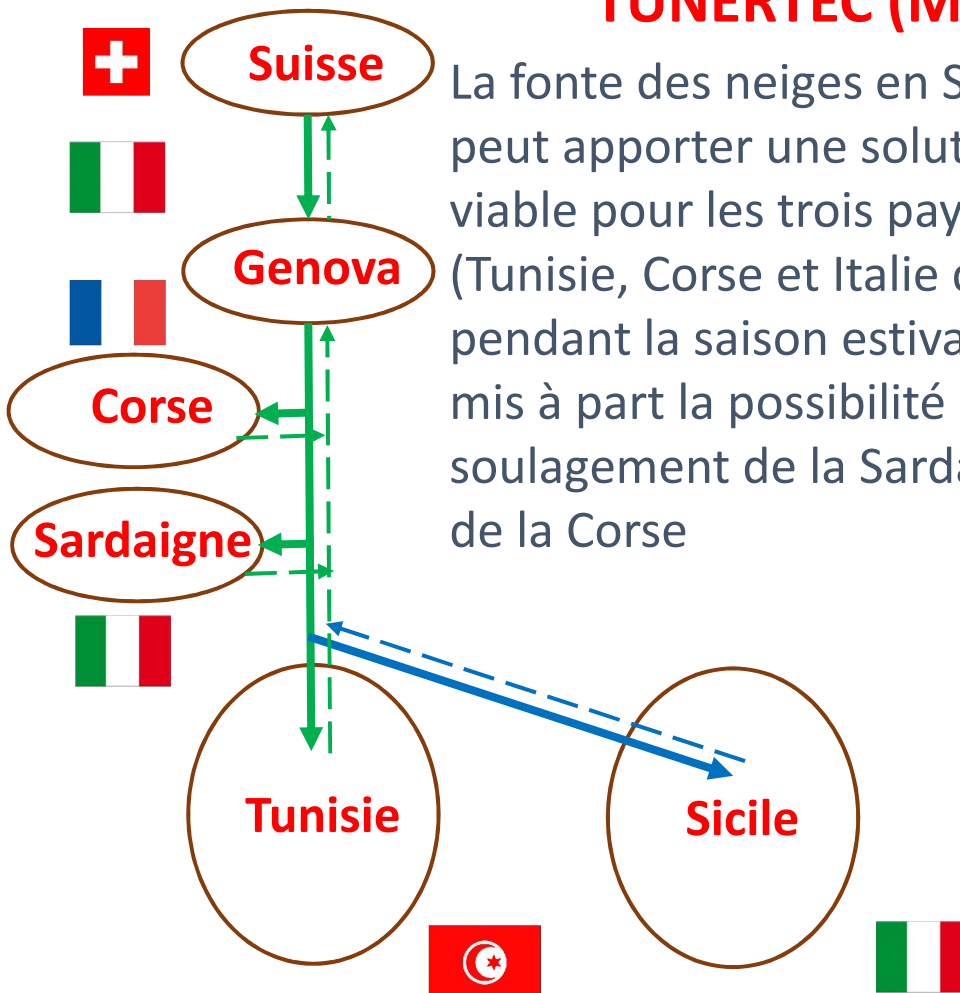 TUNERTEC (M
Suisse
La fonte des neiges en S
peut apporter une solut
viable pour les trois pay
(Tunisie, Corse et Italie
pendant la saison estiva
mis à part la possibilité
soulagement de la Sarda
de la Corse
Genova
Corse
Sardaigne
Tunisie
Sicile